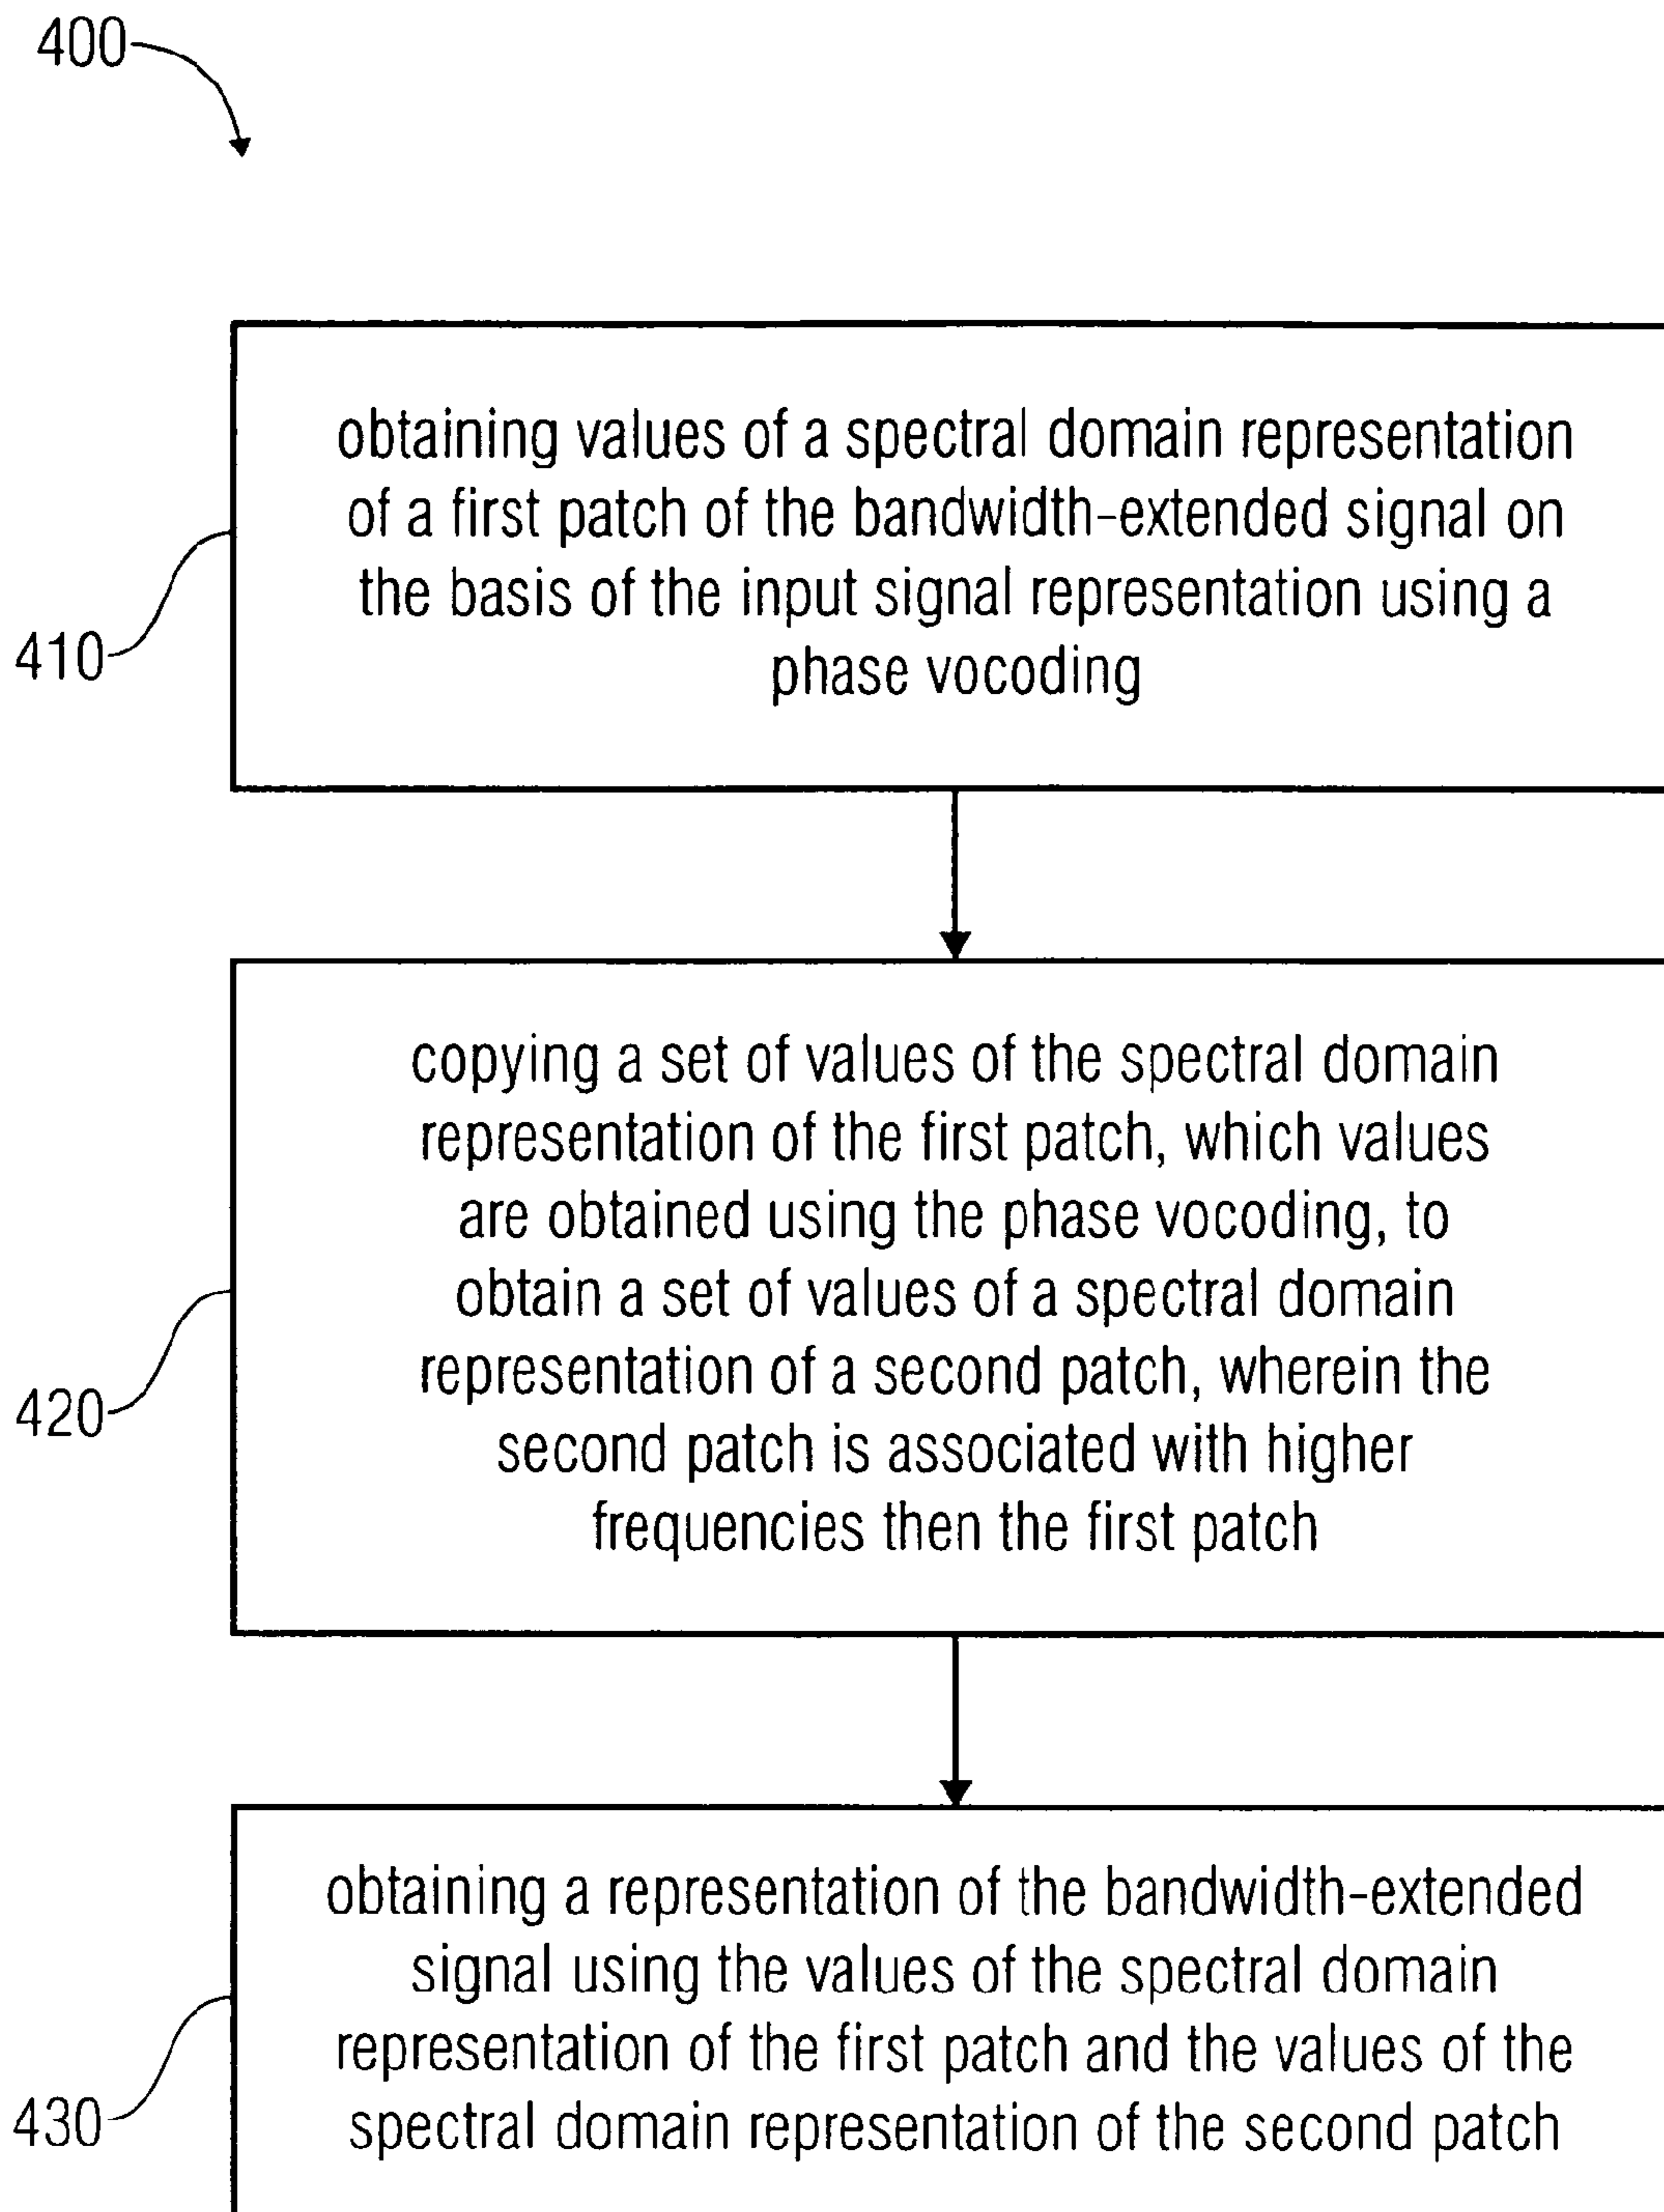 400
obtaining values of a spectral domain representation
of a first patch of the bandwidth-extended signal on
the basis of the input signal representation using a
phase vocoding
410
copying a set of values of the spectral domain
representation of the first patch, which values
are obtained using the phase vocoding, to
obtain a set of values of a spectral domain
representation of a second patch, wherein the
second patch is associated with higher
frequencies then the first patch
420
obtaining a representation of the bandwidth-extended
signal using the values of the spectral domain
representation of the first patch and the values of the
spectral domain representation of the second patch
430